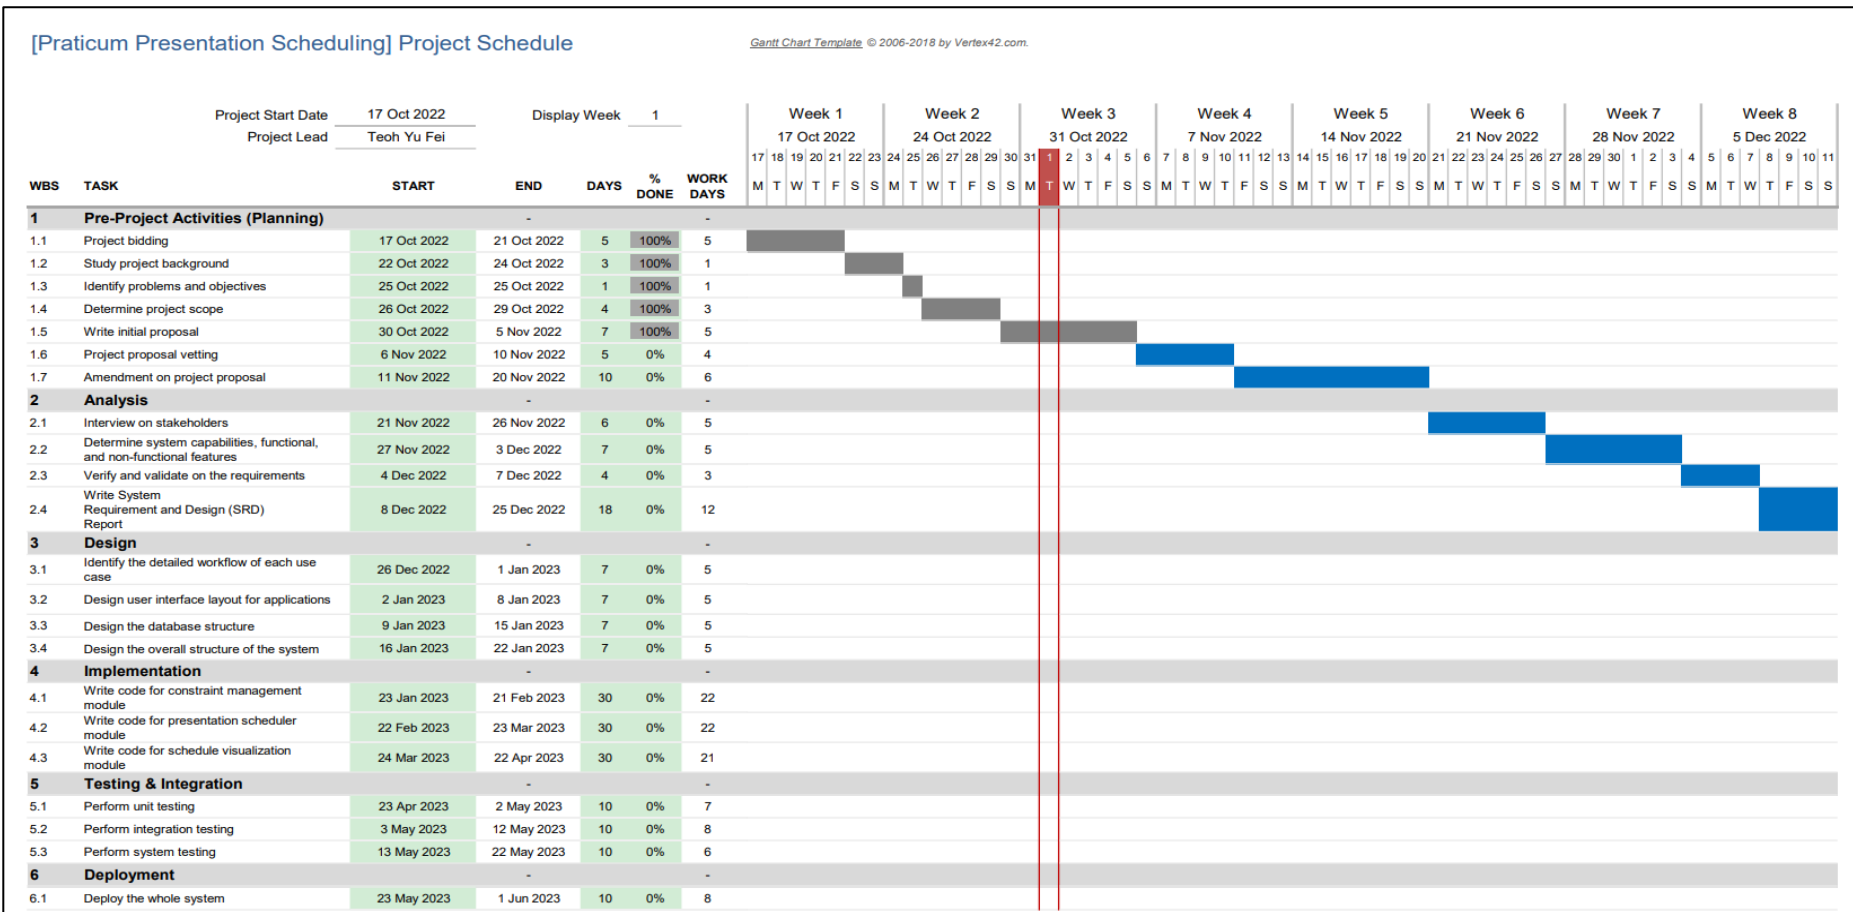 [Praticum Presentation Scheduling] Project Schedule
Gantt Chart Template © 2006-2018 by Vertex42.com.
Project Start Date 17 Oct 2022 Display Week 1
Project Lead Teoh Yu Fei
Week 1 Week 2 Week 3 Week 4 Week 5 Week 6 Week 7 Week 8
17 Oct 2022 24 Oct 2022 31 Oct 2022 7 Nov 2022 14 Nov 2022 21 Nov 2022 28 Nov 2022 5 Dec 2022
17 18 19 20 21 22 23 24 25 26 27 28 29 30 31 1 2 3 4 5 6 7 8 9 10 11 12 13 14 15 16 17 18 19 20 21 22 23 24 25 26 27 28 29 30 1 2 3 4 5 6 7 8 9 10 11
WBS TASK START END DAYS % DONE WORK DAYS M T W T F S S M T W T F S S M T W T F S S M T W T F S S M T W T F S S M T W T F S S M T W T F S S M T W T F S S
1 Pre-Project Activities (Planning) - -
1.1 Project bidding 17 Oct 2022 21 Oct 2022 5 100% 5
1.2 Study project background 22 Oct 2022 24 Oct 2022 3 100% 1
1.3 Identify problems and objectives 25 Oct 2022 25 Oct 2022 1 100% 1
1.4 Determine project scope 26 Oct 2022 29 Oct 2022 4 100% 3
1.5 Write initial proposal 30 Oct 2022 5 Nov 2022 7 100% 5
1.6 Project proposal vetting 6 Nov 2022 10 Nov 2022 5 0% 4
1.7 Amendment on project proposal 11 Nov 2022 20 Nov 2022 10 0% 6
2 Analysis - -
2.1 Interview on stakeholders 21 Nov 2022 26 Nov 2022 6 0% 5
2.2 Determine system capabilities, functional,
and non-functional features 27 Nov 2022 3 Dec 2022 7 0% 5
2.3 Verify and validate on the requirements 4 Dec 2022 7 Dec 2022 4 0% 3
Write System
2.4 Requirement and Design (SRD) 8 Dec 2022 25 Dec 2022 18 0% 12
Report
3 Design - -
3.1 Identify the detailed workflow of each use
case 26 Dec 2022 1 Jan 2023 7 0% 5
3.2 Design user interface layout for applications 2 Jan 2023 8 Jan 2023 7 0% 5
3.3 Design the database structure 9 Jan 2023 15 Jan 2023 7 0% 5
3.4 Design the overall structure of the system 16 Jan 2023 22 Jan 2023 7 0% 5
4 Implementation - -
4.1 Write code for constraint management
module 23 Jan 2023 21 Feb 2023 30 0% 22
4.2 Write code for presentation scheduler
module 22 Feb 2023 23 Mar 2023 30 0% 22
4.3 Write code for schedule visualization
module 24 Mar 2023 22 Apr 2023 30 0% 21
5 Testing & Integration - -
5.1 Perform unit testing 23 Apr 2023 2 May 2023 10 0% 7
5.2 Perform integration testing 3 May 2023 12 May 2023 10 0% 8
5.3 Perform system testing 13 May 2023 22 May 2023 10 0% 6
6 Deployment - -
6.1 Deploy the whole system 23 May 2023 1 Jun 2023 10 0% 8